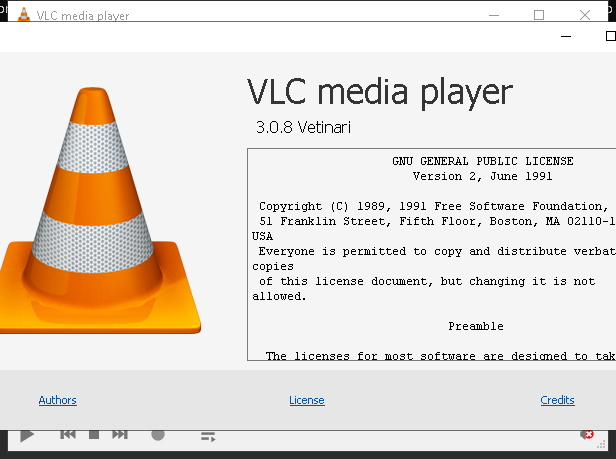 VLC media player
VLC media player
3.0.8 Vetinari
GNU GENERAL PUBLIC LICENSE
Version 2, June 1991
Copyright (C) 1989, 1991 Free Software Foundation,
51 Franklin Street, Fifth Floor, Boston, MA 02110-1
USA
Everyone is permitted to copy and distribute verbat
copies
of this license document, but changing it is not
allowed.
Preamble
The licenses for most software are designed to tak
Authors
License
Credits